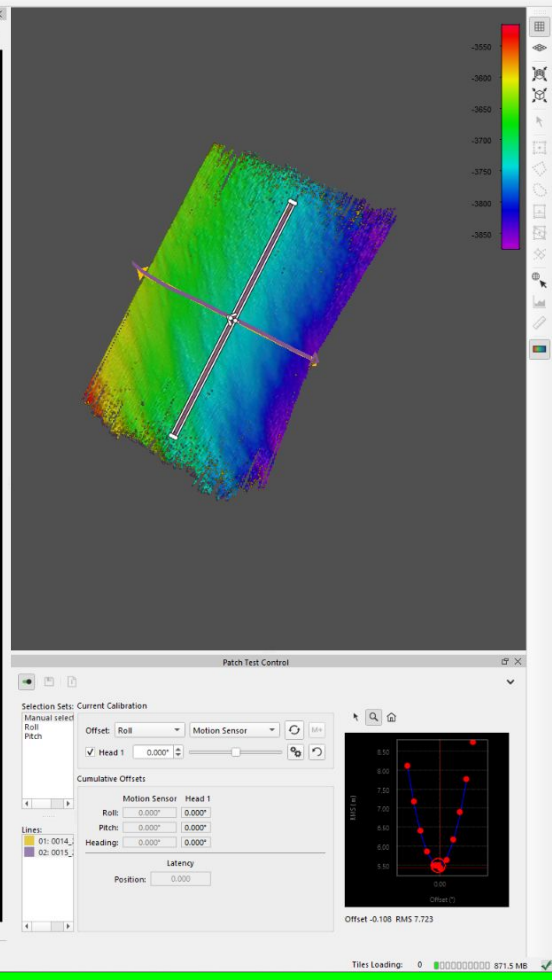 -3550
-3600
-3650
-3700
-3750
-3800
-3850
Patch Test Control
Selection Sets:
Manual select
Roll
Pitch
Current Calibration
Offset: Roll Motion Sensor M+
Head 1 0.000°
Cumulative Offsets
Motion Sensor Head 1
Roll: 0.000° 0.000°
Pitch: 0.000° 0.000°
Heading: 0.000° 0.000°
Latency
Position: 0.000
Lines:
01: 0014_2
02: 0015_2
8.50
8.00
7.50
7.00
6.50
6.00
5.50
RMS (m)
0.00
Offset (°)
Offset -0.108 RMS 7.723
Tiles Loading: 0 871.5 MB